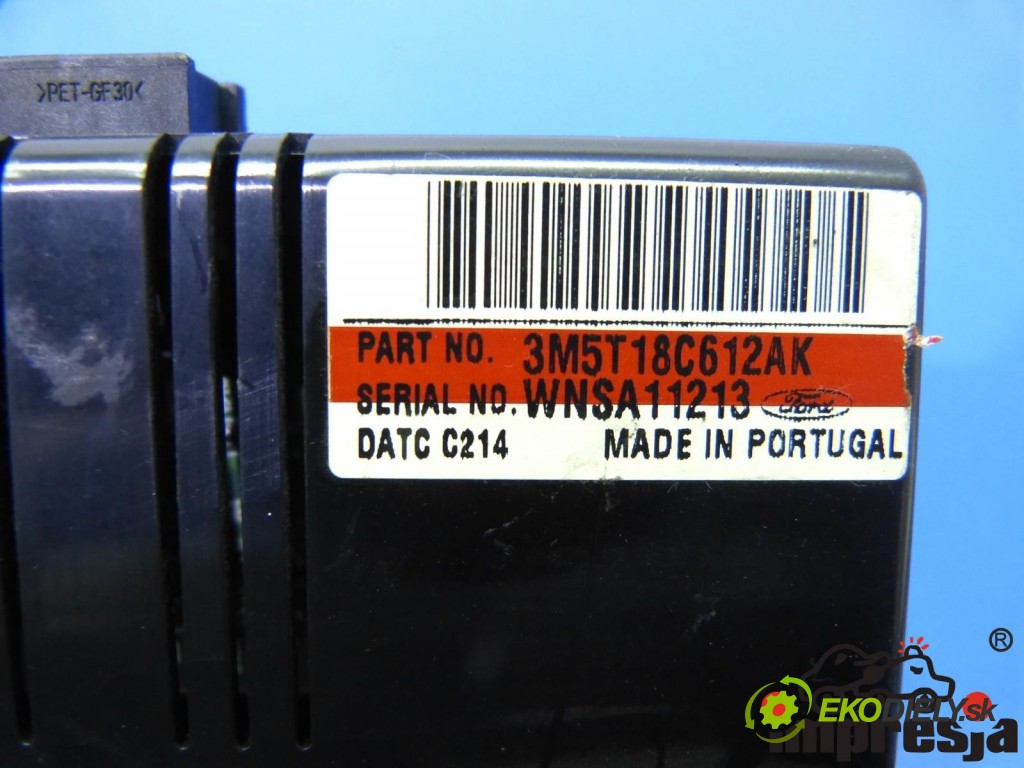 >PET-GF30<
PART NO. 3M5T18C612AK
SERIAL NO. WNSA11213 Ford
DATC C214 MADE IN PORTUGAL
®
EKODIELY.sk
impresja